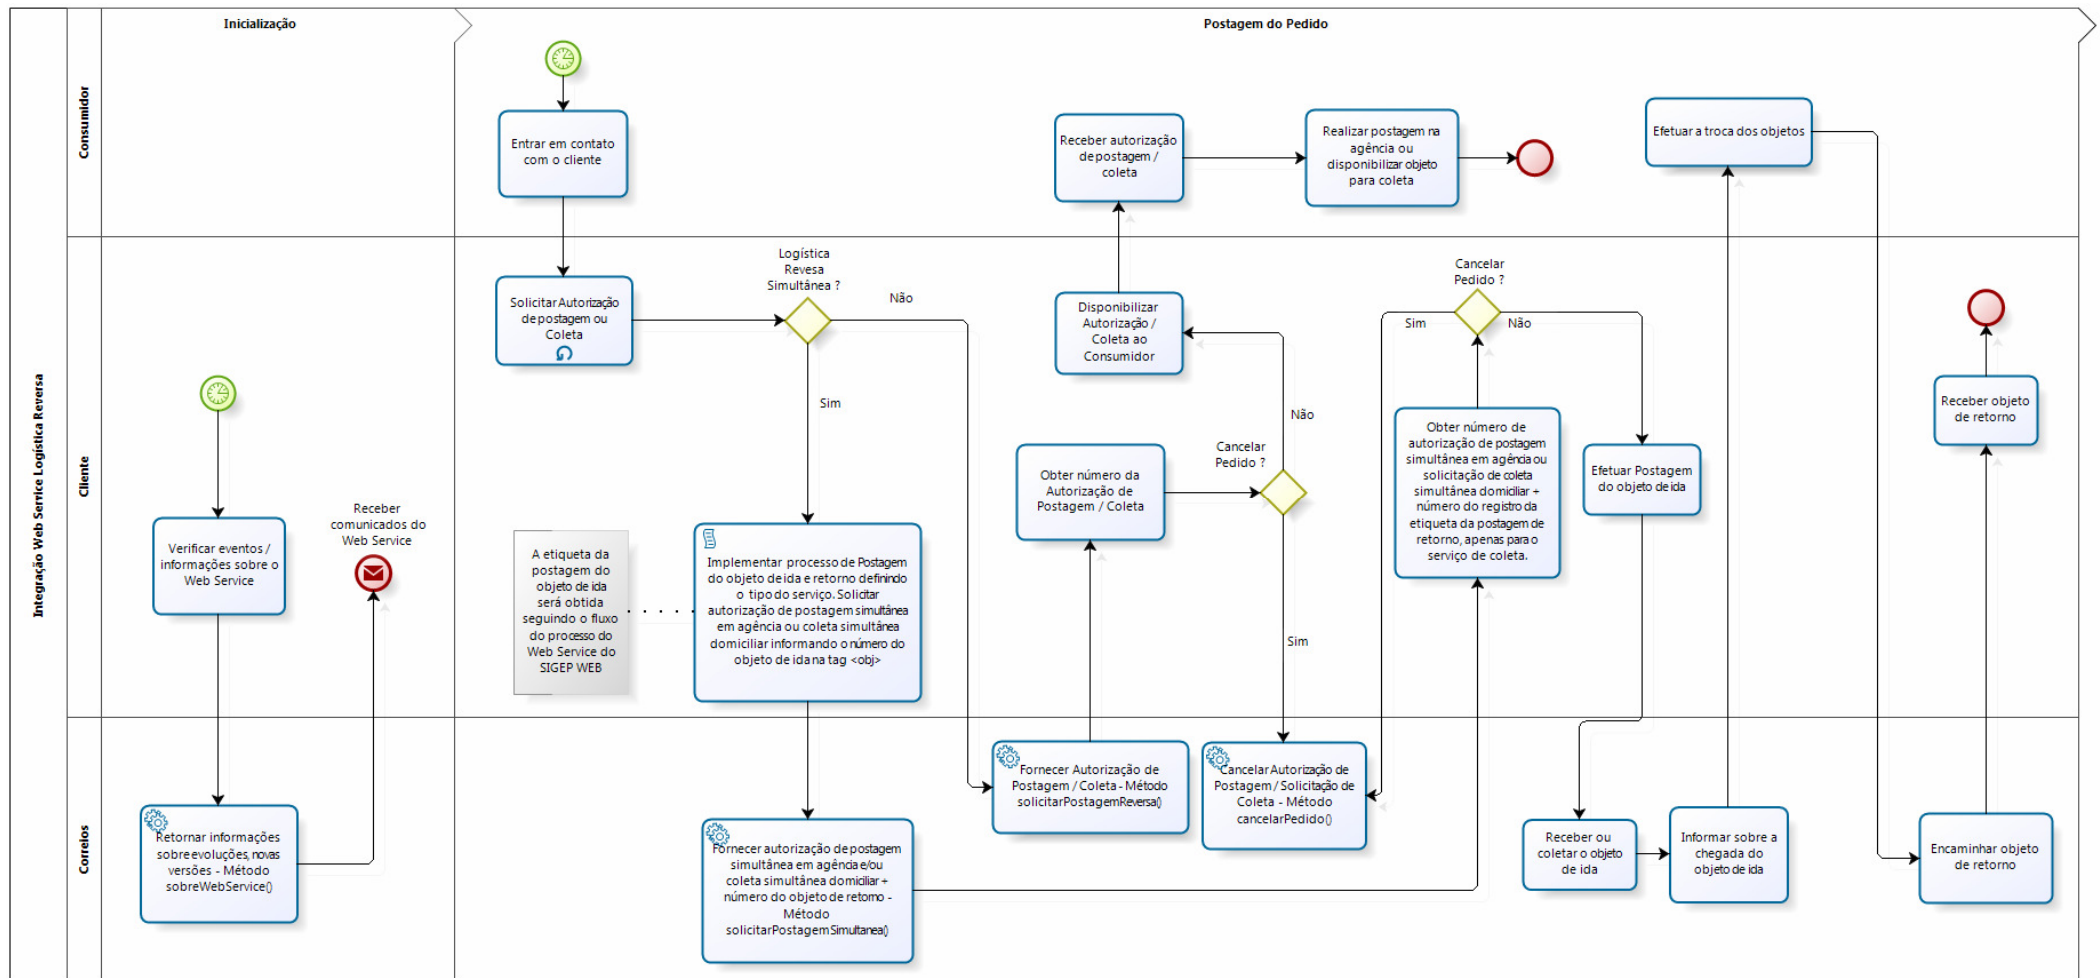 Inicialização
Postagem do Pedido
Integração Web Service Logística Reversa
Consumidor
Entrar em contato
com o cliente
Receber autorização
de postagem /
coleta
Realizar postagem na
agência ou
disponibilizar objeto
para coleta
Efetuar a troca dos objetos
Cliente
Verificar eventos /
informações sobre o
Web Service
Receber
comunicados do
Web Service
Solicitar Autorização
de postagem ou
Coleta
Logística
Revesa
Simultânea ?
Não
Sim
A etiqueta da
postagem do
objeto de ida
será obtida
seguindo o fluxo
do processo do
Web Service do
SIGEP WEB
Implementar processo de Postagem
do objeto de ida e retorno definindo
o tipo do serviço. Solicitar
autorização de postagem simultânea
em agência ou coleta simultânea
domiciliar informando o número do
objeto de ida na tag <obj>
Disponibilizar
Autorização /
Coleta ao
Consumidor
Obter número da
Autorização de
Postagem / Coleta
Cancelar
Pedido ?
Não
Sim
Cancelar
Pedido ?
Sim
Não
Obter número de
autorização de postagem
simultânea em agência ou
solicitação de coleta
simultânea domiciliar +
número do registro da
etiqueta da postagem de
retorno, apenas para o
serviço de coleta.
Efetuar Postagem
do objeto de ida
Receber objeto
de retorno
Correios
Retornar informações
sobre evoluções, novas
versões - Método
sobreWebService()
Fornecer autorização de postagem
simultânea em agência e/ou
coleta simultânea domiciliar +
número do objeto de retorno -
Método
solicitarPostagemSimultanea()
Fornecer Autorização de
Postagem / Coleta - Método
solicitarPostagemReversa()
Cancelar Autorização de
Postagem / Solicitação de
Coleta - Método
cancelarPedido()
Receber ou
coletar o objeto
de ida
Informar sobre a
chegada do
objeto de ida
Encaminhar objeto
de retorno